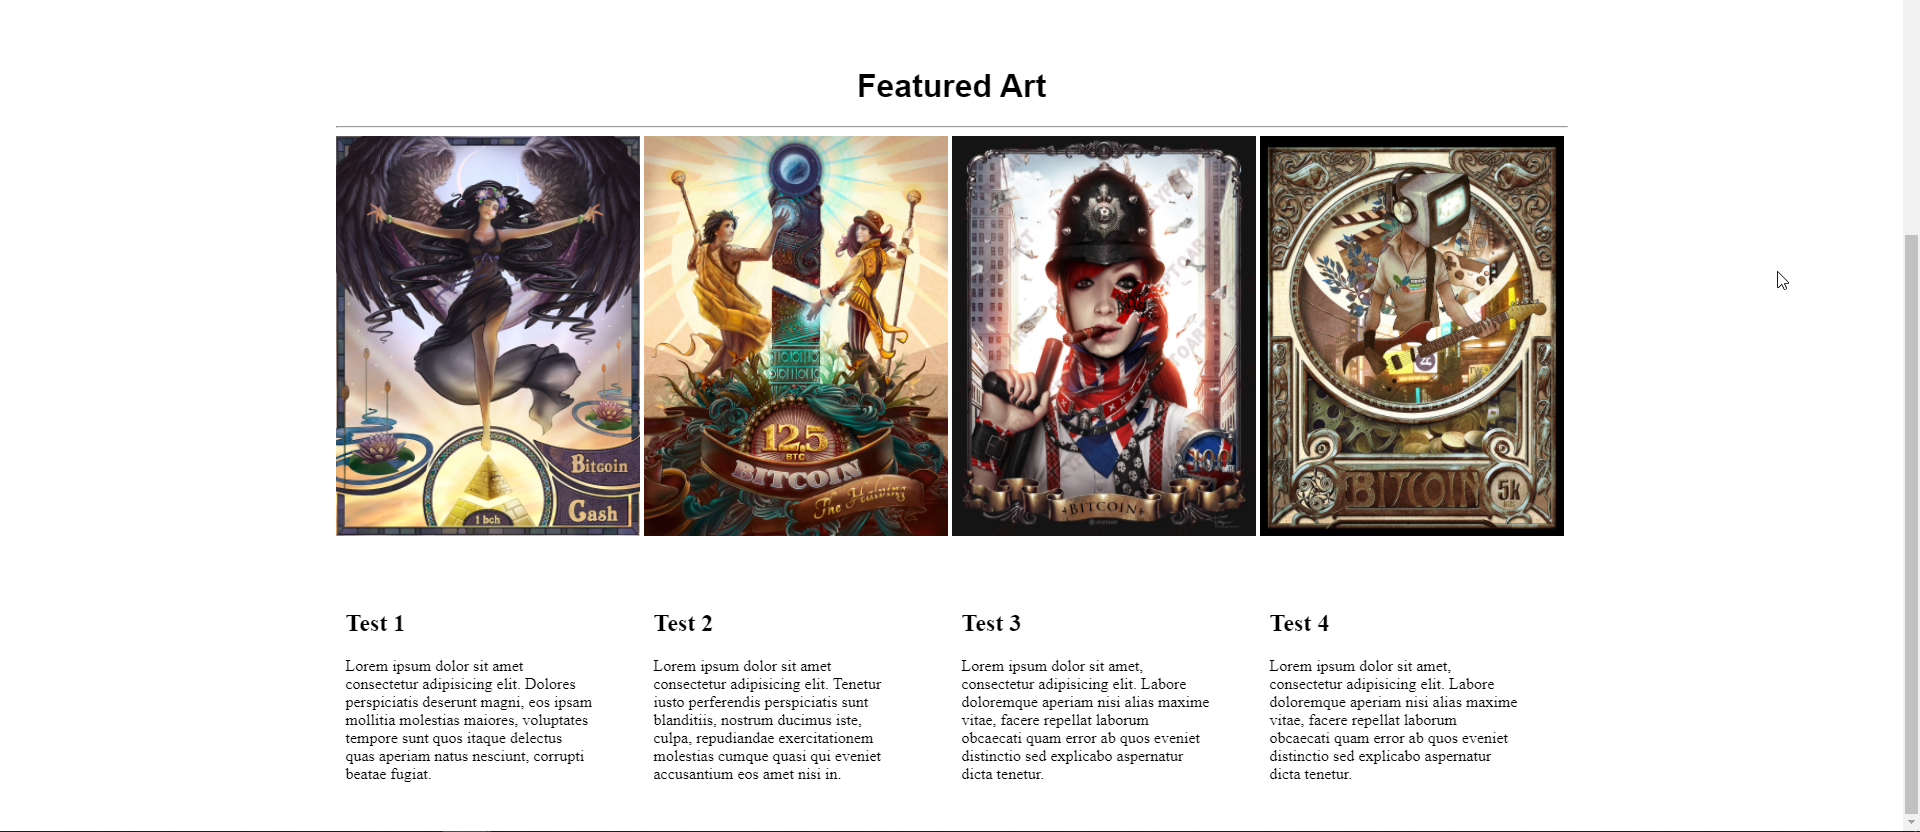 Featured Art
Bitcoin
Cash
1 bch
12.5
BTC
BITCOIN
The Halving
BITCOIN
BITCOIN
5k
Test 1
Lorem ipsum dolor sit amet
consectetur adipisicing elit. Dolores
perspiciatis deserunt magni, eos ipsam
mollitia molestias maiores, voluptates
tempore sunt quos itaque delectus
quas aperiam natus nesciunt, corrupti
beatae fugiat.
Test 2
Lorem ipsum dolor sit amet
consectetur adipisicing elit. Tenetur
iusto perferendis perspiciatis sunt
blanditiis, nostrum ducimus iste,
culpa, repudiandae exercitationem
molestias cumque quasi qui eveniet
accusantium eos amet nisi in.
Test 3
Lorem ipsum dolor sit amet,
consectetur adipisicing elit. Labore
doloremque aperiam nisi alias maxime
vitae, facere repellat laborum
obcaecati quam error ab quos eveniet
distinctio sed explicabo aspernatur
dicta tenetur.
Test 4
Lorem ipsum dolor sit amet,
consectetur adipisicing elit. Labore
doloremque aperiam nisi alias maxime
vitae, facere repellat laborum
obcaecati quam error ab quos eveniet
distinctio sed explicabo aspernatur
dicta tenetur.